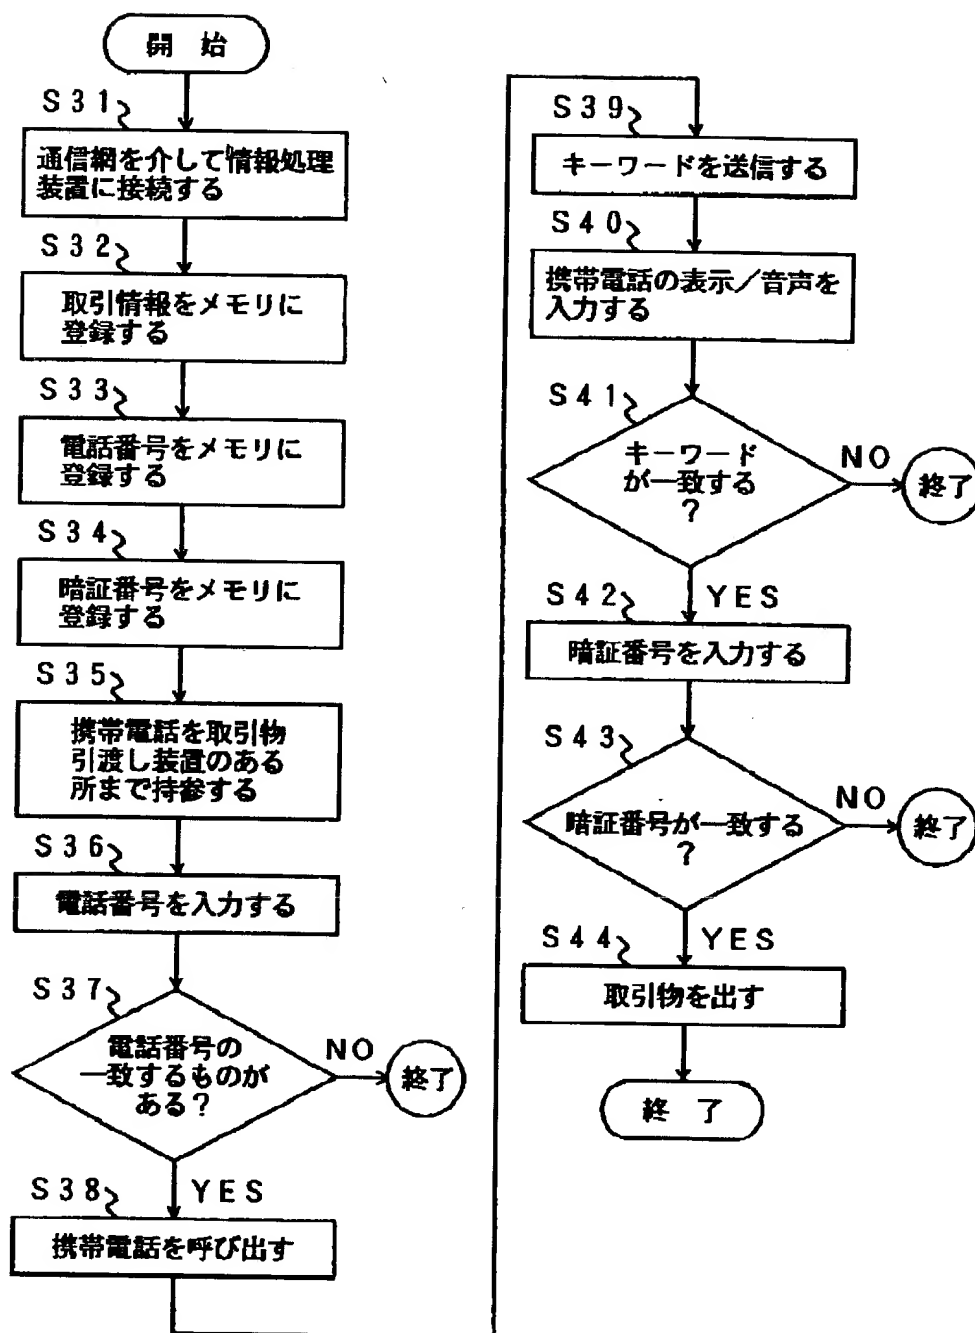 開 始
S31
通信網を介して情報処理
装置に接続する
S32
取引情報をメモリに
登録する
S33
電話番号をメモリに
登録する
S34
暗証番号をメモリに
登録する
S35
携帯電話を取引物
引渡し装置のある
所まで持参する
S36
電話番号を入力する
S37
電話番号の
一致するものが
ある?
NO
終了
YES
S38
携帯電話を呼び出す
S39
キーワードを送信する
S40
携帯電話の表示/音声を
入力する
S41
キーワード
が一致する
?
NO
終了
YES
S42
暗証番号を入力する
S43
暗証番号が一致する
?
NO
終了
YES
S44
取引物を出す
終 了